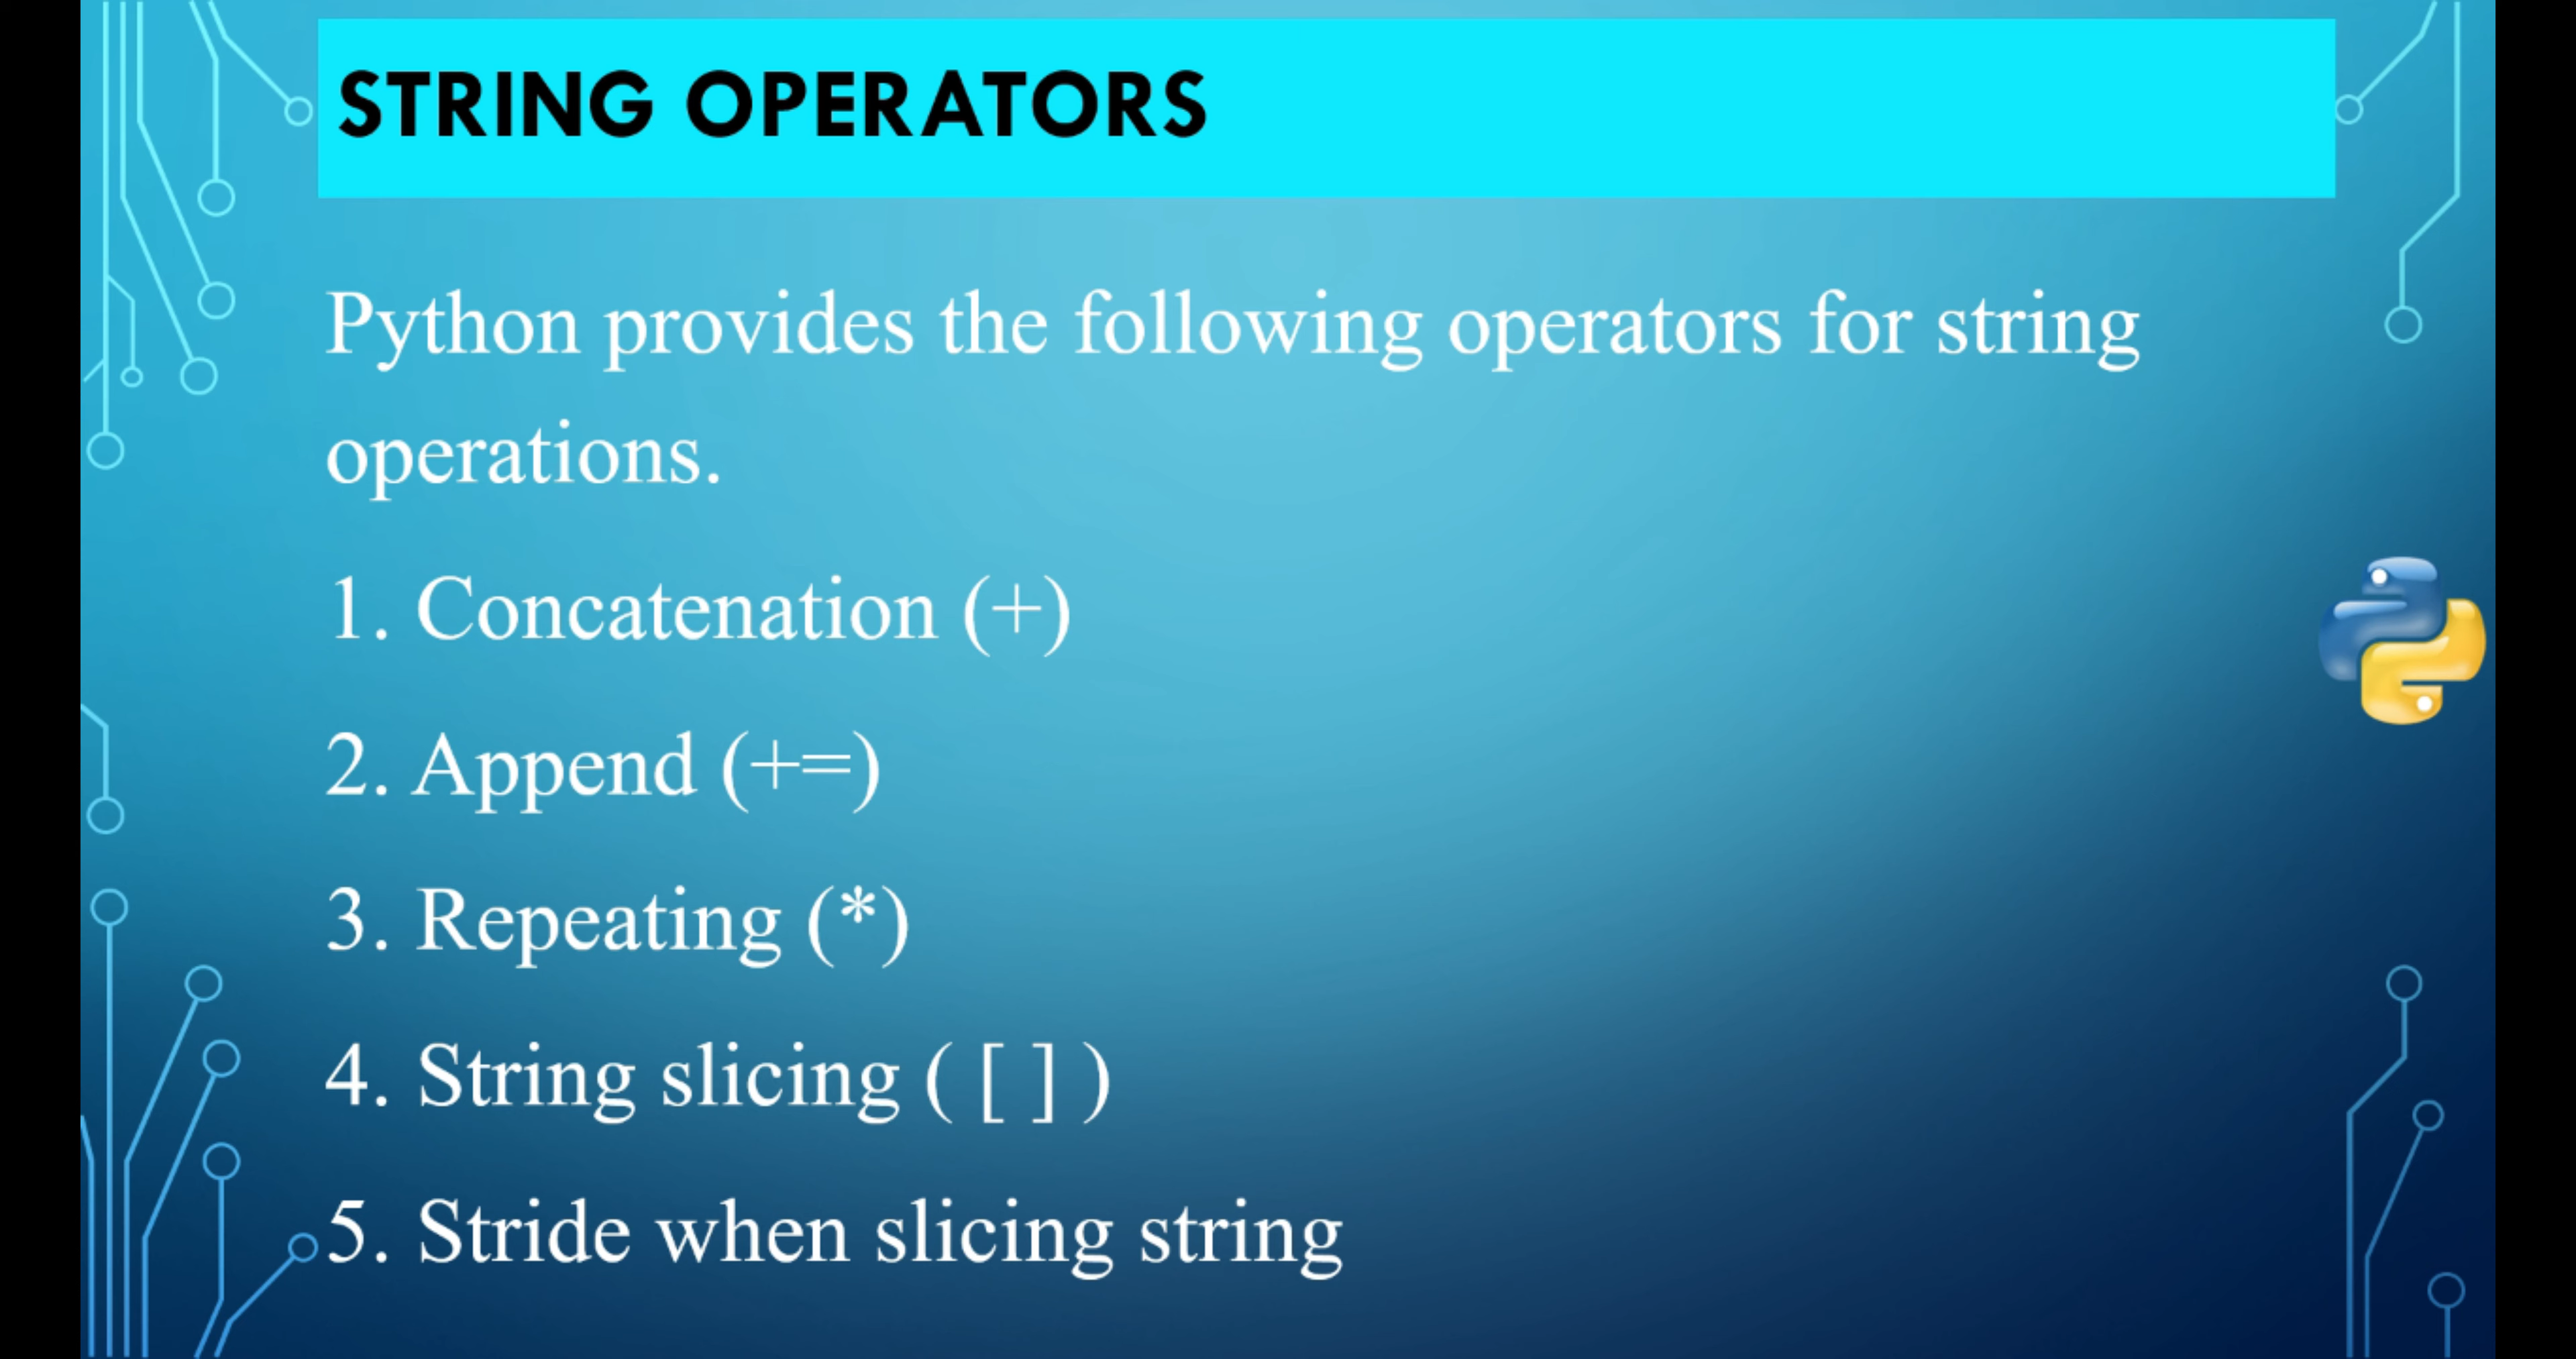 STRING OPERATORS
Python provides the following operators for string
operations.
1. Concatenation (+)
2. Append (+=)
3. Repeating (*)
4. String slicing ( [ ] )
5. Stride when slicing string